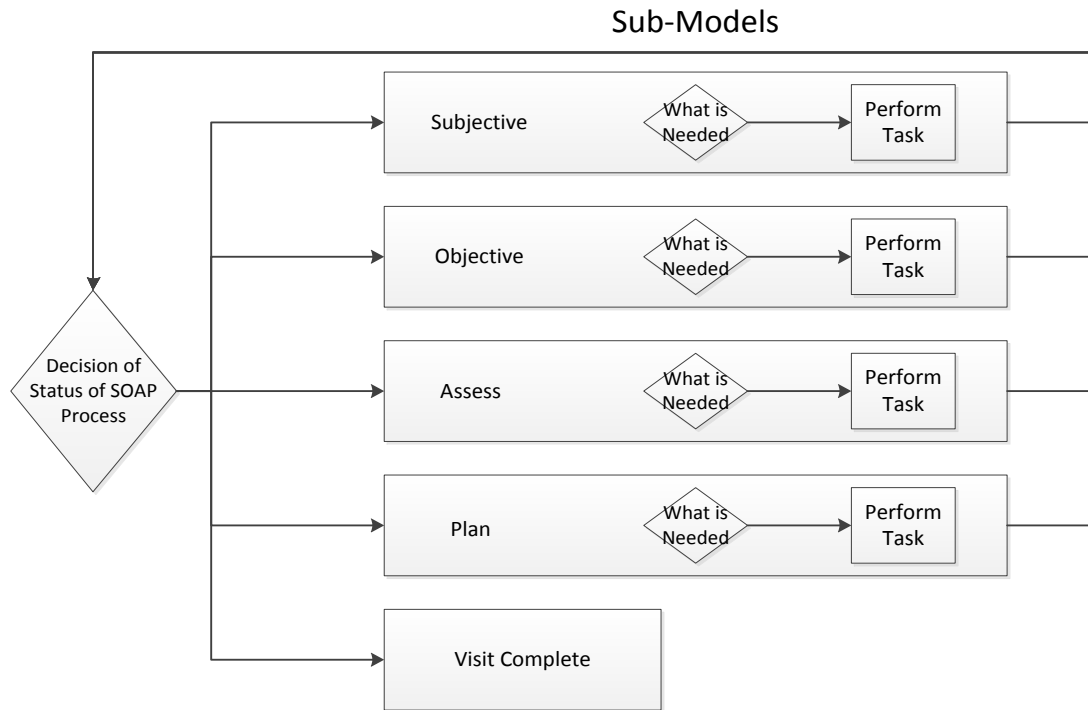 Sub-Models
Subjective
What is
Needed
Perform
Task
Objective
What is
Needed
Perform
Task
Decision of
Status of SOAP
Process
Assess
What is
Needed
Perform
Task
Plan
What is
Needed
Perform
Task
Visit Complete